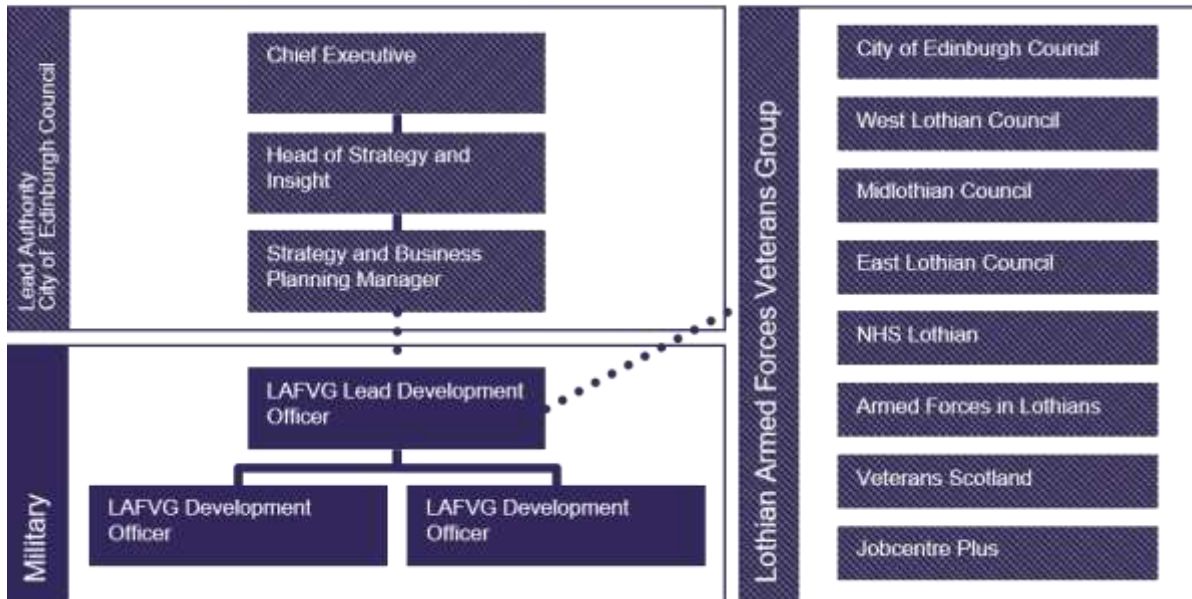 Lead Authority
City of Edinburgh Council
Chief Executive
Head of Strategy and
Insight
Strategy and Business
Planning Manager
Military
LAFVG Lead Development
Officer
LAFVG Development
Officer
LAFVG Development
Officer
Lothian Armed Forces Veterans Group
City of Edinburgh Council
West Lothian Council
Midlothian Council
East Lothian Council
NHS Lothian
Armed Forces in Lothians
Veterans Scotland
Jobcentre Plus